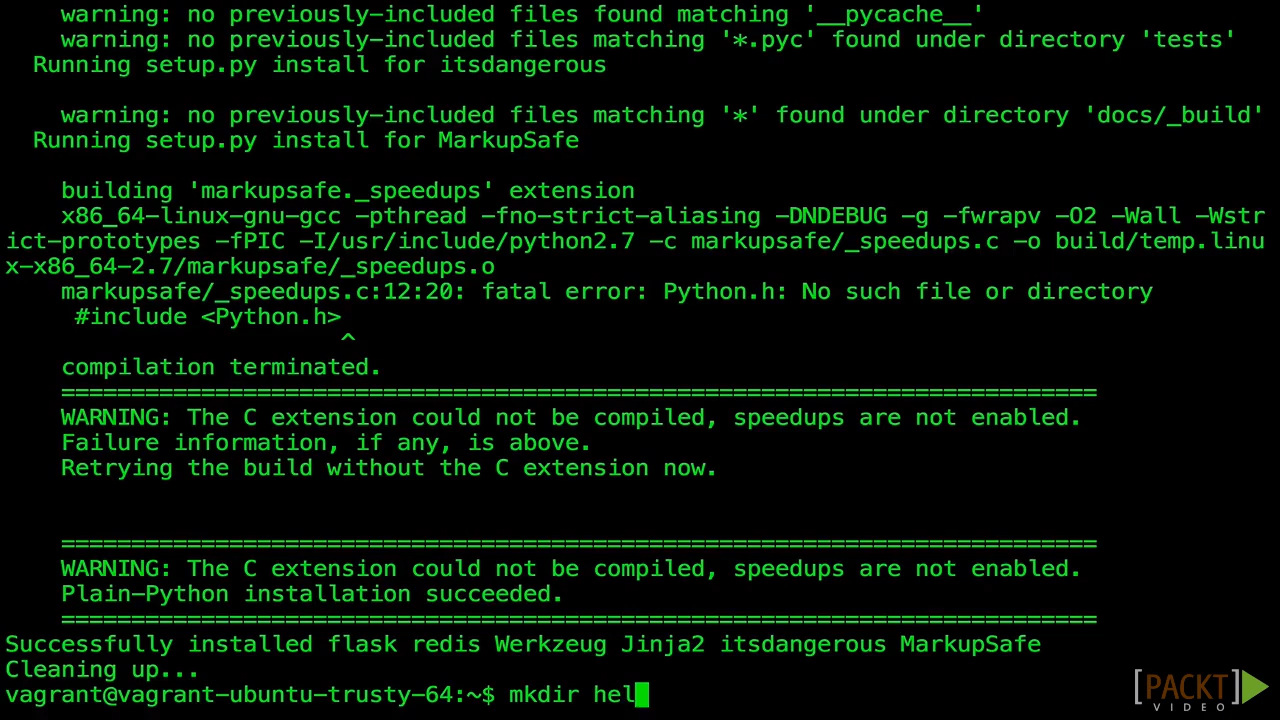 warning: no previously-included files found matching '__pycache__'
warning: no previously-included files matching '*.pyc' found under directory 'tests'
Running setup.py install for itsdangerous
warning: no previously-included files matching '*' found under directory 'docs/_build'
Running setup.py install for MarkupSafe
building 'markupsafe._speedups' extension
x86_64-linux-gnu-gcc -pthread -fno-strict-aliasing -DNDEBUG -g -fwrapv -O2 -Wall -Wstr
ict-prototypes -fPIC -I/usr/include/python2.7 -c markupsafe/_speedups.c -o build/temp.linu
x-x86_64-2.7/markupsafe/_speedups.o
markupsafe/_speedups.c:12:20: fatal error: Python.h: No such file or directory
#include <Python.h>
^
compilation terminated.
==========================================================================
WARNING: The C extension could not be compiled, speedups are not enabled.
Failure information, if any, is above.
Retrying the build without the C extension now.
==========================================================================
WARNING: The C extension could not be compiled, speedups are not enabled.
Plain-Python installation succeeded.
==========================================================================
Successfully installed flask redis Werkzeug Jinja2 itsdangerous MarkupSafe
Cleaning up...
vagrant@vagrant-ubuntu-trusty-64:~$ mkdir hel
[PACKT]
VIDEO